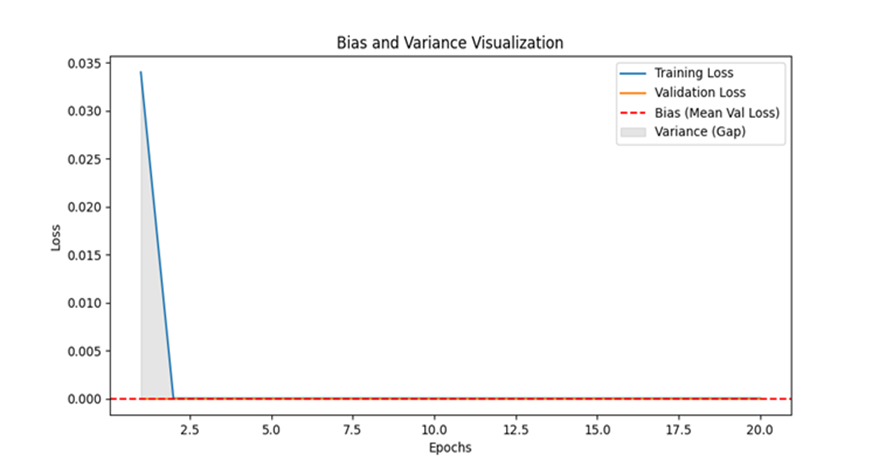 Bias and Variance Visualization
Training Loss
Validation Loss
Bias (Mean Val Loss)
Variance (Gap)
Loss
0.035
0.030
0.025
0.020
0.015
0.010
0.005
0.000
2.5 5.0 7.5 10.0 12.5 15.0 17.5 20.0
Epochs